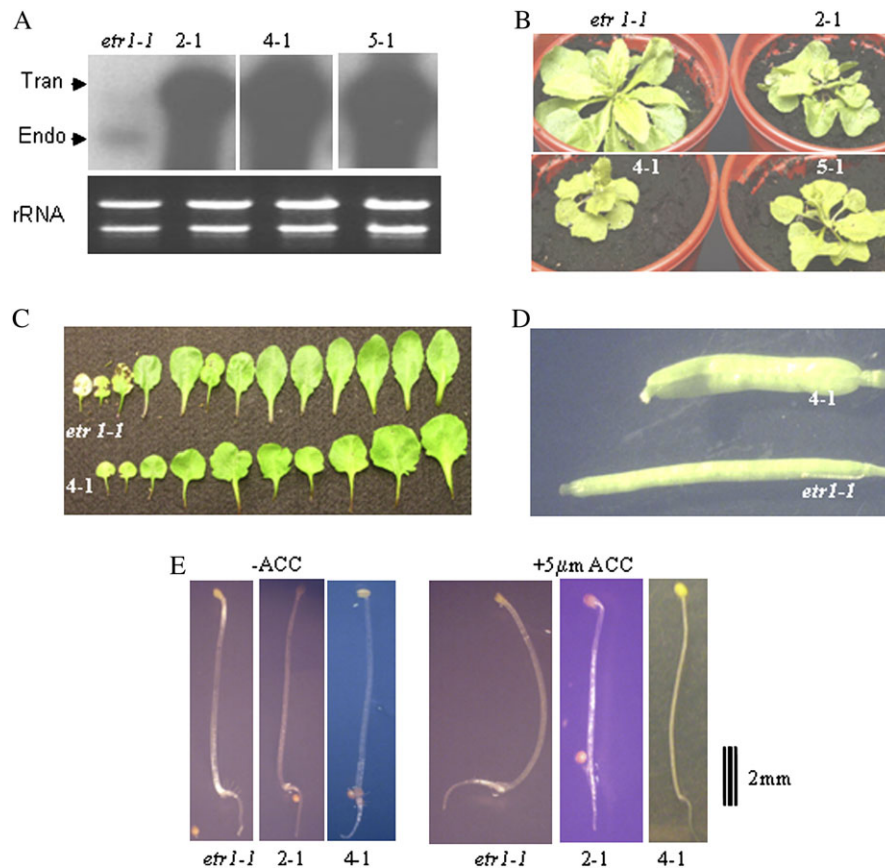 A
etr1-1 2-1 4-1 5-1
Tran
Endo
rRNA
B
etr 1-1 2-1
4-1 5-1
C
etr 1-1
4-1
D
4-1
etr1-1
E
-ACC +5μm ACC
2mm
etr1-1 2-1 4-1 etr1-1 2-1 4-1